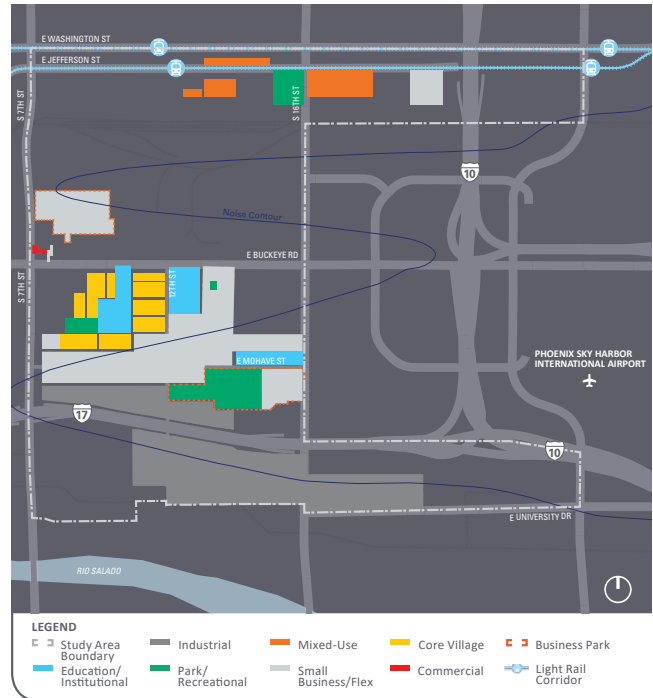 E WASHINGTON ST
E JEFFERSON ST
S 7TH ST
S 16TH ST
10
Noise Contour
E BUCKEYE RD
S 7TH ST
12TH ST
E MOHAVE ST
PHOENIX SKY HARBOR
INTERNATIONAL AIRPORT
17
10
E UNIVERSITY DR
RIO SALADO
LEGEND
Study Area
Boundary
Industrial
Mixed-Use
Core Village
Business Park
Education/
Institutional
Park/
Recreational
Small
Business/Flex
Commercial
Light Rail
Corridor